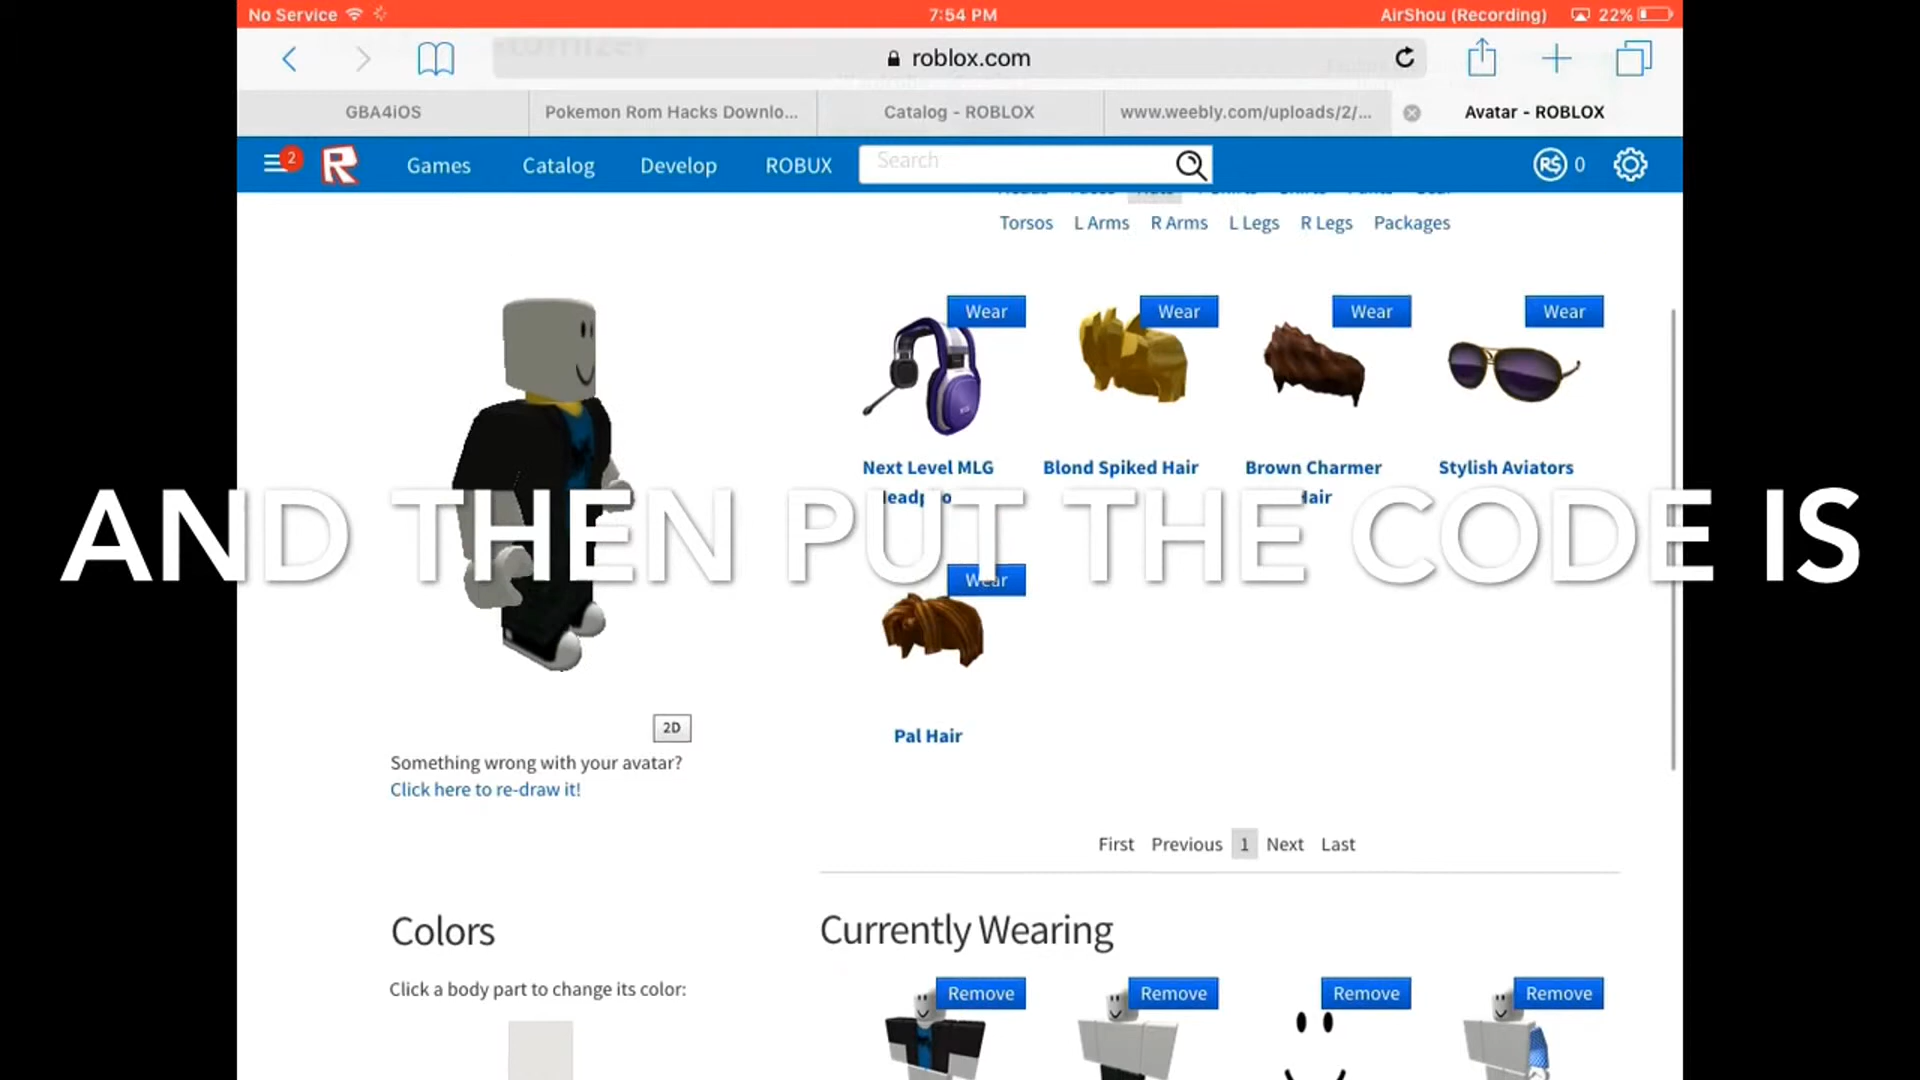 No Service
7:54 PM
AirShou (Recording)
22%
roblox.com
GBA4iOS
Pokemon Rom Hacks Downlo...
Catalog - ROBLOX
www.weebly.com/uploads/2/...
Avatar - ROBLOX
2
Games
Catalog
Develop
ROBUX
Search
R$ 0
Torsos L Arms R Arms L Legs R Legs Packages
Wear
Wear
Wear
Wear
Next Level MLG
Blond Spiked Hair
Brown Charmer
Hair
Stylish Aviators
AND THEN PUT THE CODE IS
Wear
Pal Hair
2D
Something wrong with your avatar?
Click here to re-draw it!
First Previous 1 Next Last
Colors
Currently Wearing
Click a body part to change its color:
Remove
Remove
Remove
Remove